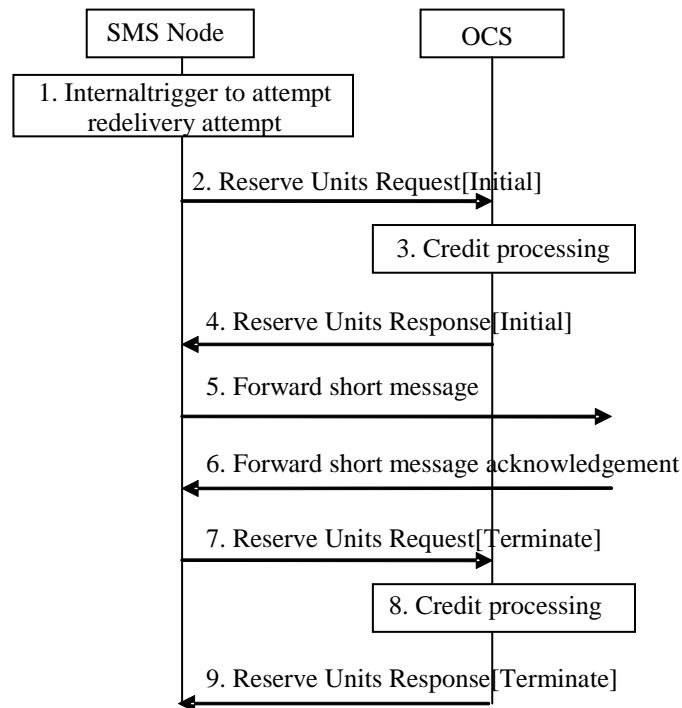 SMS Node
OCS
1. Internaltrigger to attempt
redelivery attempt
2. Reserve Units Request[Initial]
3. Credit processing
4. Reserve Units Response[Initial]
5. Forward short message
6. Forward short message acknowledgement
7. Reserve Units Request[Terminate]
8. Credit processing
9. Reserve Units Response[Terminate]